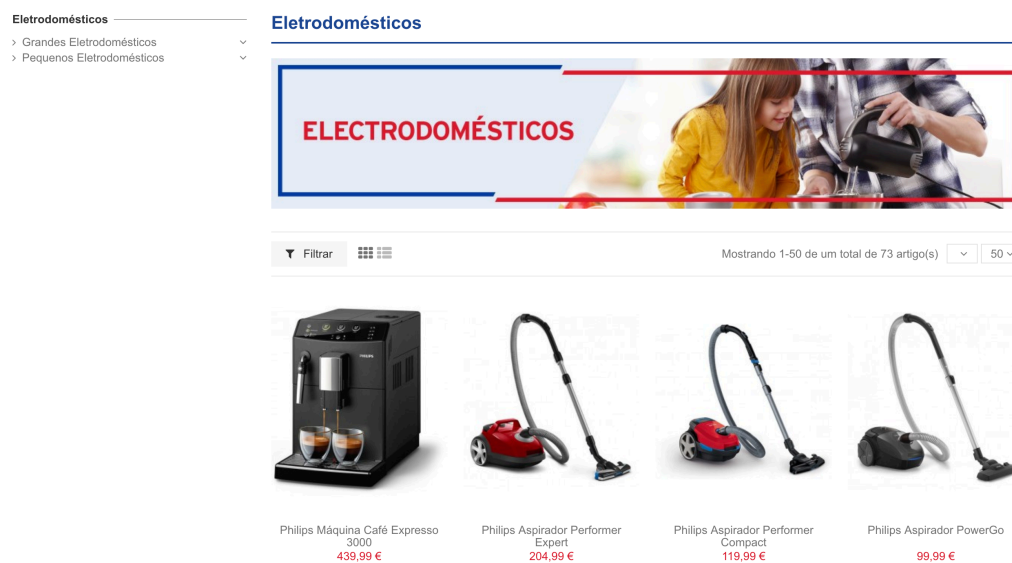 Eletrodomésticos
Grandes Eletrodomésticos
Pequenos Eletrodomésticos
Eletrodomésticos
ELECTRODOMÉSTICOS
Filtrar
Mostrando 1-50 de um total de 73 artigo(s)
50
PHILIPS
Philips Máquina Café Expresso
3000
439,99 €
Philips Aspirador Performer
Expert
204,99 €
Philips Aspirador Performer
Compact
119,99 €
Philips Aspirador PowerGo
99,99 €